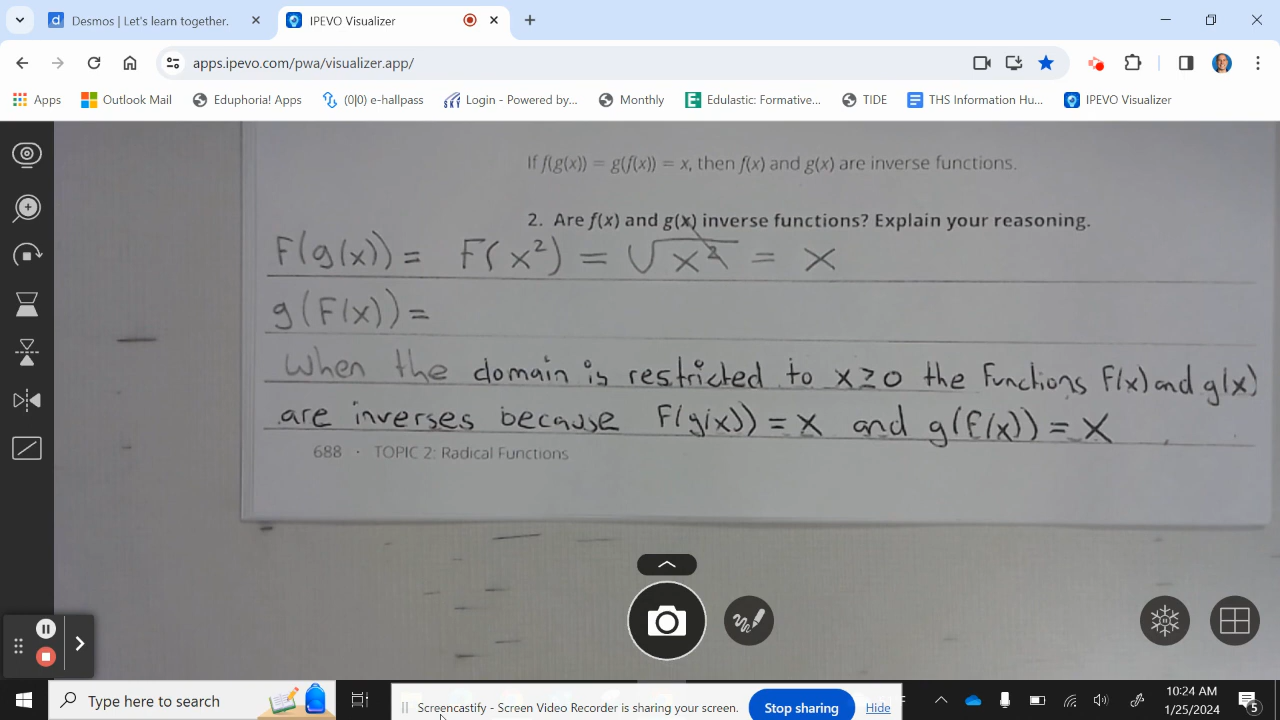 Desmos | Let's learn together.
IPEVO Visualizer
apps.ipevo.com/pwa/visualizer.app/
Apps
Outlook Mail
eduphoria! Apps
(0|0) e-hallpass
Login - Powered by...
Monthly
Edulastic: Formative...
TIDE
THS Information Hu...
IPEVO Visualizer
If f(g(x)) = g(f(x)) = x, then f(x) and g(x) are inverse functions.
2. Are f(x) and g(x) inverse functions? Explain your reasoning.
F(g(x)) = F(x²) = √x² = x
g(F(x)) =
When the domain is restricted to x≥0 the functions F(x) and g(x)
are inverses because F(g(x)) = x and g(f(x)) = x
688 · TOPIC 2: Radical Functions
Type here to search
Screencastify - Screen Video Recorder is sharing your screen.
Stop sharing
Hide
10:24 AM
1/25/2024
5